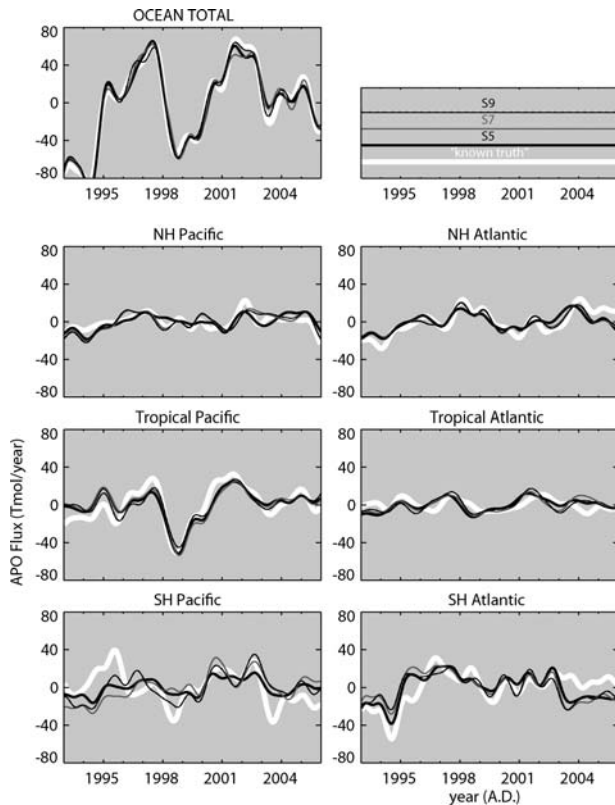 OCEAN TOTAL
80
40
0
-40
-80
1995 1998 2001 2004
S9
S7
S5
"known truth"
1995 1998 2001 2004
NH Pacific
80
40
0
-40
-80
NH Atlantic
80
40
0
-40
-80
Tropical Pacific
80
40
0
-40
-80
Tropical Atlantic
80
40
0
-40
-80
APO Flux (Tmol/year)
SH Pacific
80
40
0
-40
-80
1995 1998 2001 2004
SH Atlantic
80
40
0
-40
-80
1995 1998 2001 2004
year (A.D.)